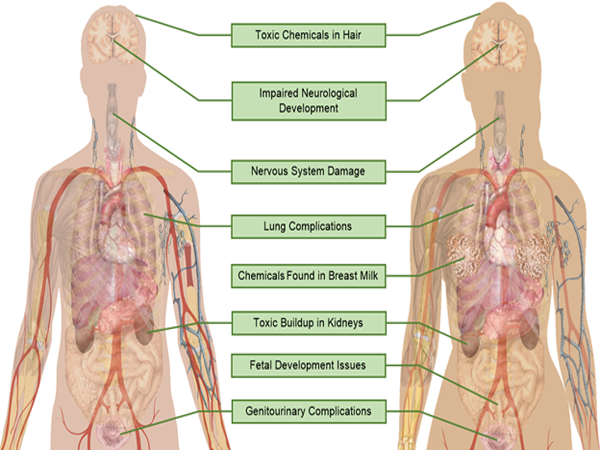 Toxic Chemicals in Hair
Impaired Neurological
Development
Nervous System Damage
Lung Complications
Chemicals Found in Breast Milk
Toxic Buildup in Kidneys
Fetal Development Issues
Genitourinary Complications